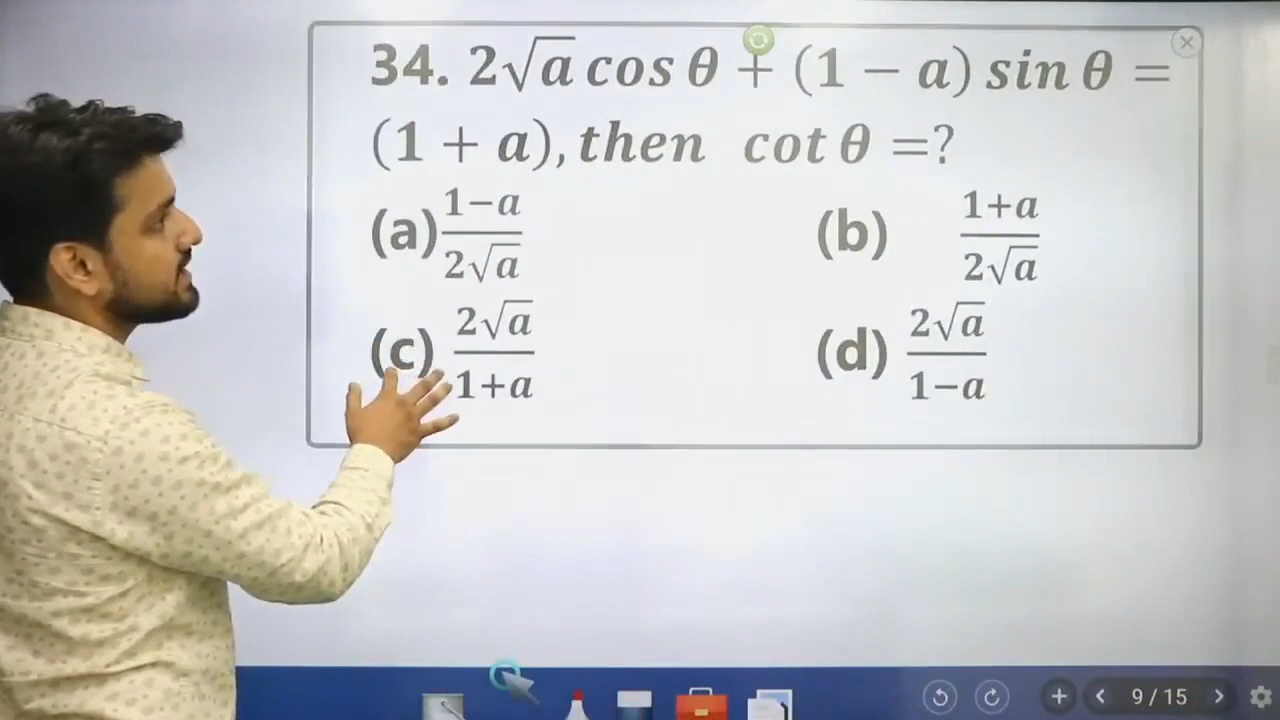 34. 2√a cos θ + (1 − a) sin θ =
(1 + a), then cot θ =?
(a) (1−a)/(2√a) (b) (1+a)/(2√a)
(c) (2√a)/(1+a) (d) (2√a)/(1−a)
9 / 15